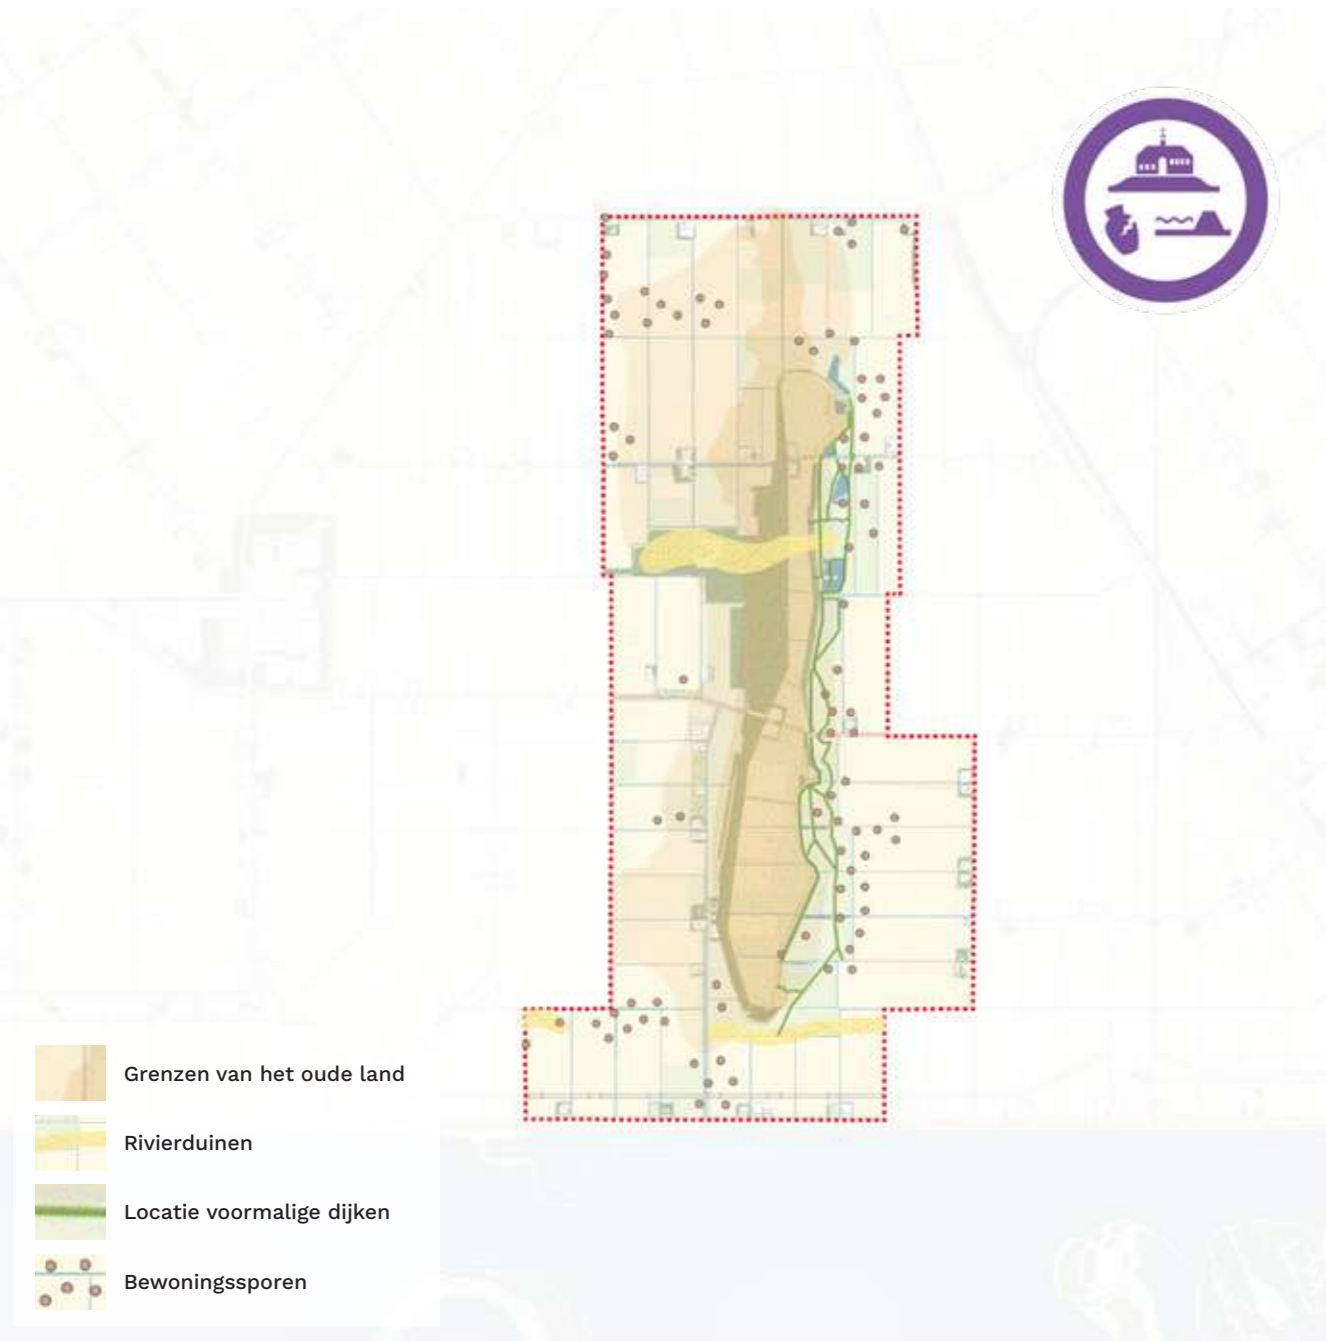 Grenzen van het oude land
Rivierduinen
Locatie voormalige dijken
Bewoningssporen